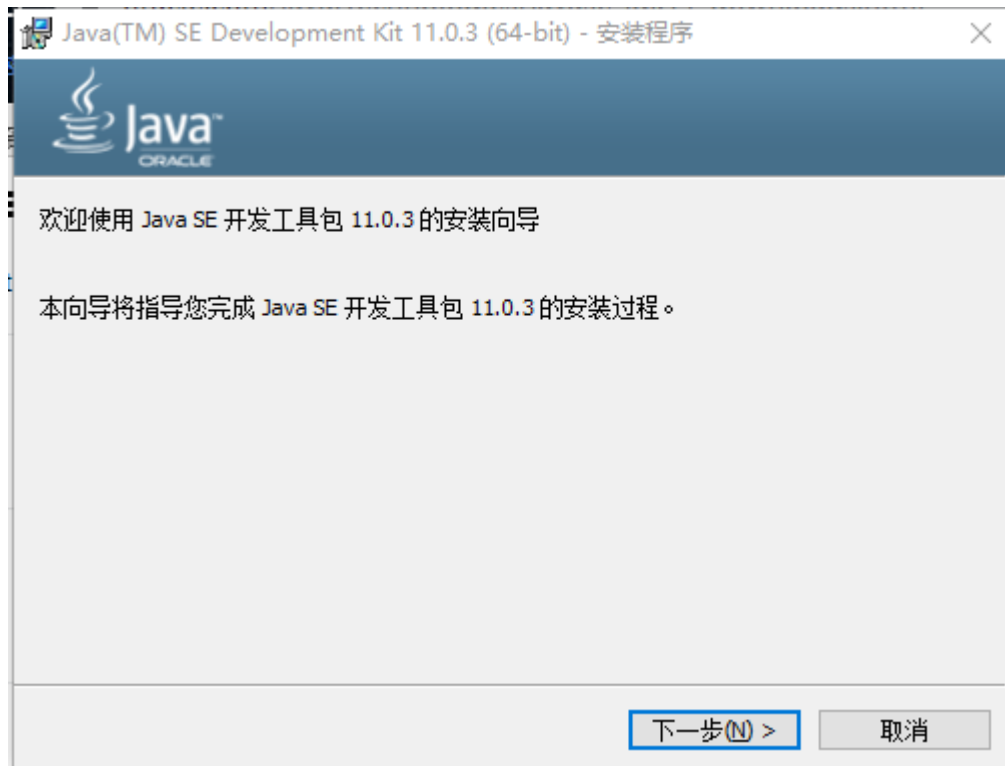 Java(TM) SE Development Kit 11.0.3 (64-bit) - 安装程序
Java™
ORACLE
欢迎使用 Java SE 开发工具包 11.0.3 的安装向导
本向导将指导您完成 Java SE 开发工具包 11.0.3 的安装过程。
下一步(N) >
取消